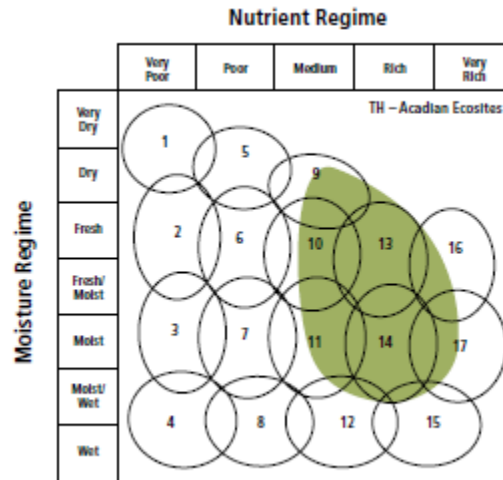 Nutrient Regime
Very Poor
Poor
Medium
Rich
Very Rich
TH – Acadian Ecosites
Moisture Regime
Very Dry
Dry
Fresh
Fresh/ Moist
Moist
Moist/ Wet
Wet
1
5
9
2
6
10
13
16
3
7
11
14
17
4
8
12
15